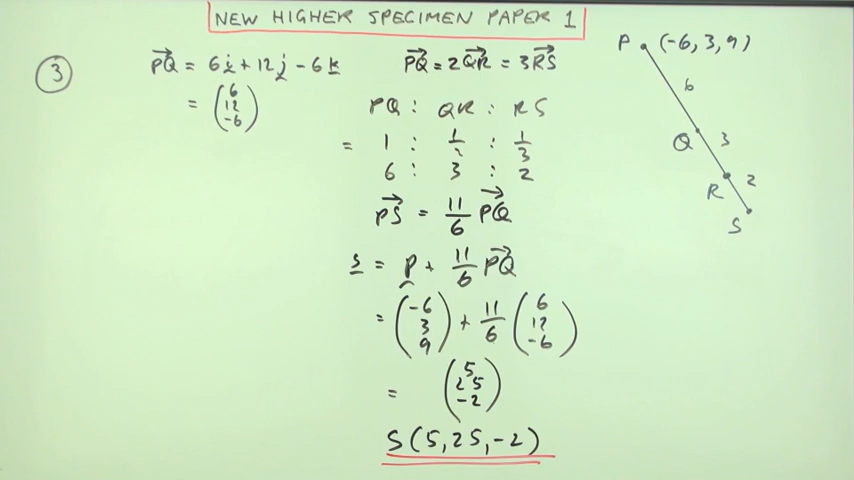 NEW HIGHER SPECIMEN PAPER 1
3
PQ = 6i + 12j - 6k
= (6 12 -6)
PQ = 2QR = 3RS
PQ : QR : RS
= 1 : 1/2 : 1/3
6 : 3 : 2
PS = 11/6 PQ
s = p + 11/6 PQ
= (-6 3 9) + 11/6 (6 12 -6)
= (5 25 -2)
S(5, 25, -2)
P (-6, 3, 9)
6
Q 3
R 2
S